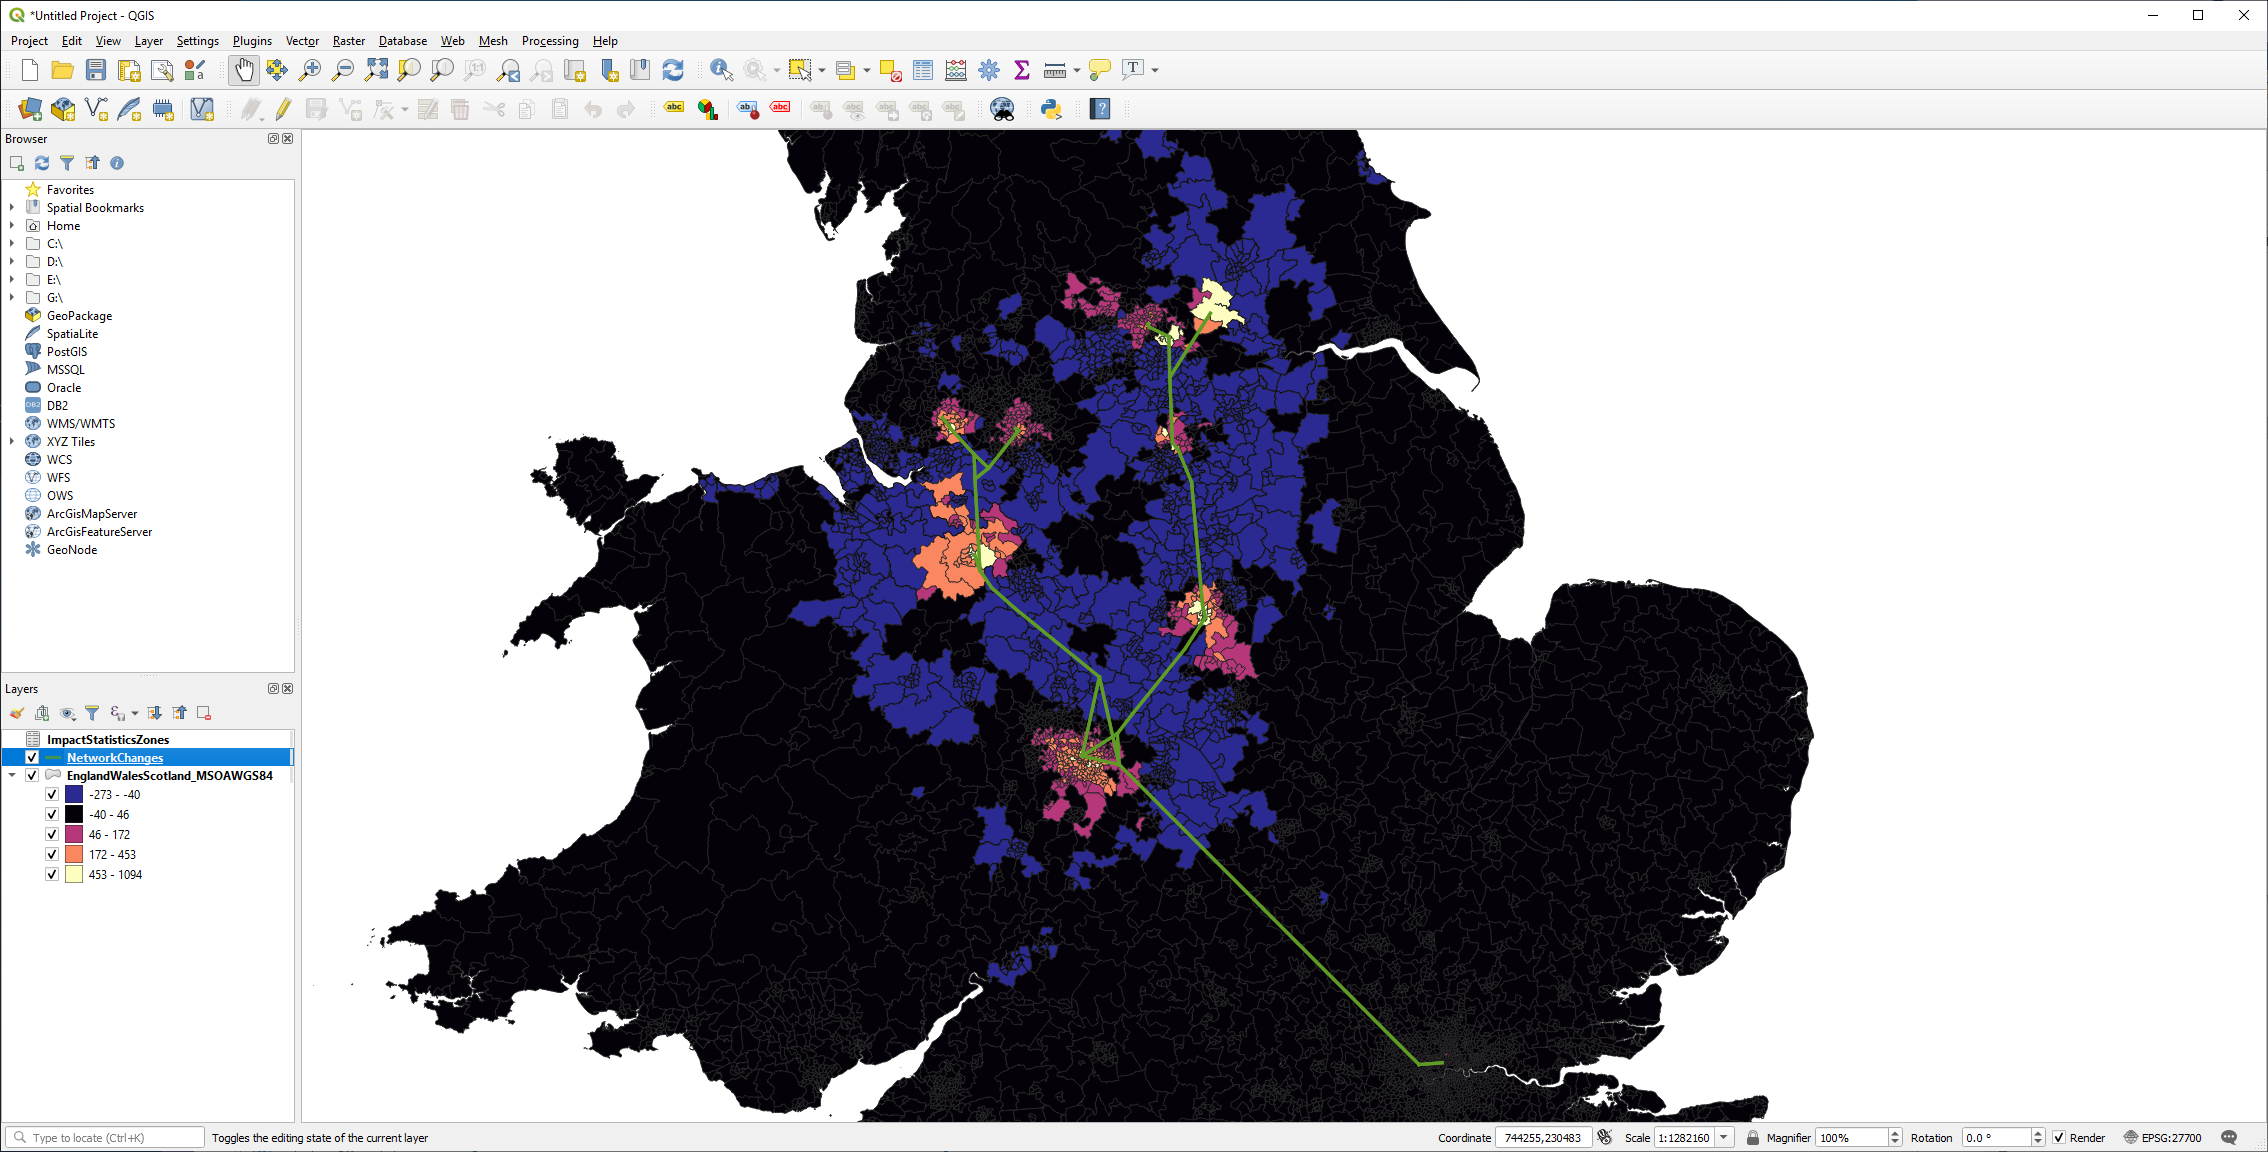 *Untitled Project - QGIS
Project Edit View Layer Settings Plugins Vector Raster Database Web Mesh Processing Help
Browser
Favorites
Spatial Bookmarks
Home
C:\
D:\
E:\
G:\
GeoPackage
SpatiaLite
PostGIS
MSSQL
Oracle
DB2
WMS/WMTS
XYZ Tiles
WCS
WFS
OWS
ArcGisMapServer
ArcGisFeatureServer
GeoNode
Layers
ImpactStatisticsZones
NetworkChanges
EnglandWalesScotland_MSOAWGS84
-273 - -40
-40 - 46
46 - 172
172 - 453
453 - 1094
Type to locate (Ctrl+K) Toggles the editing state of the current layer Coordinate 744255,230483 Scale 1:1282160 Magnifier 100% Rotation 0.0 ° Render EPSG:27700